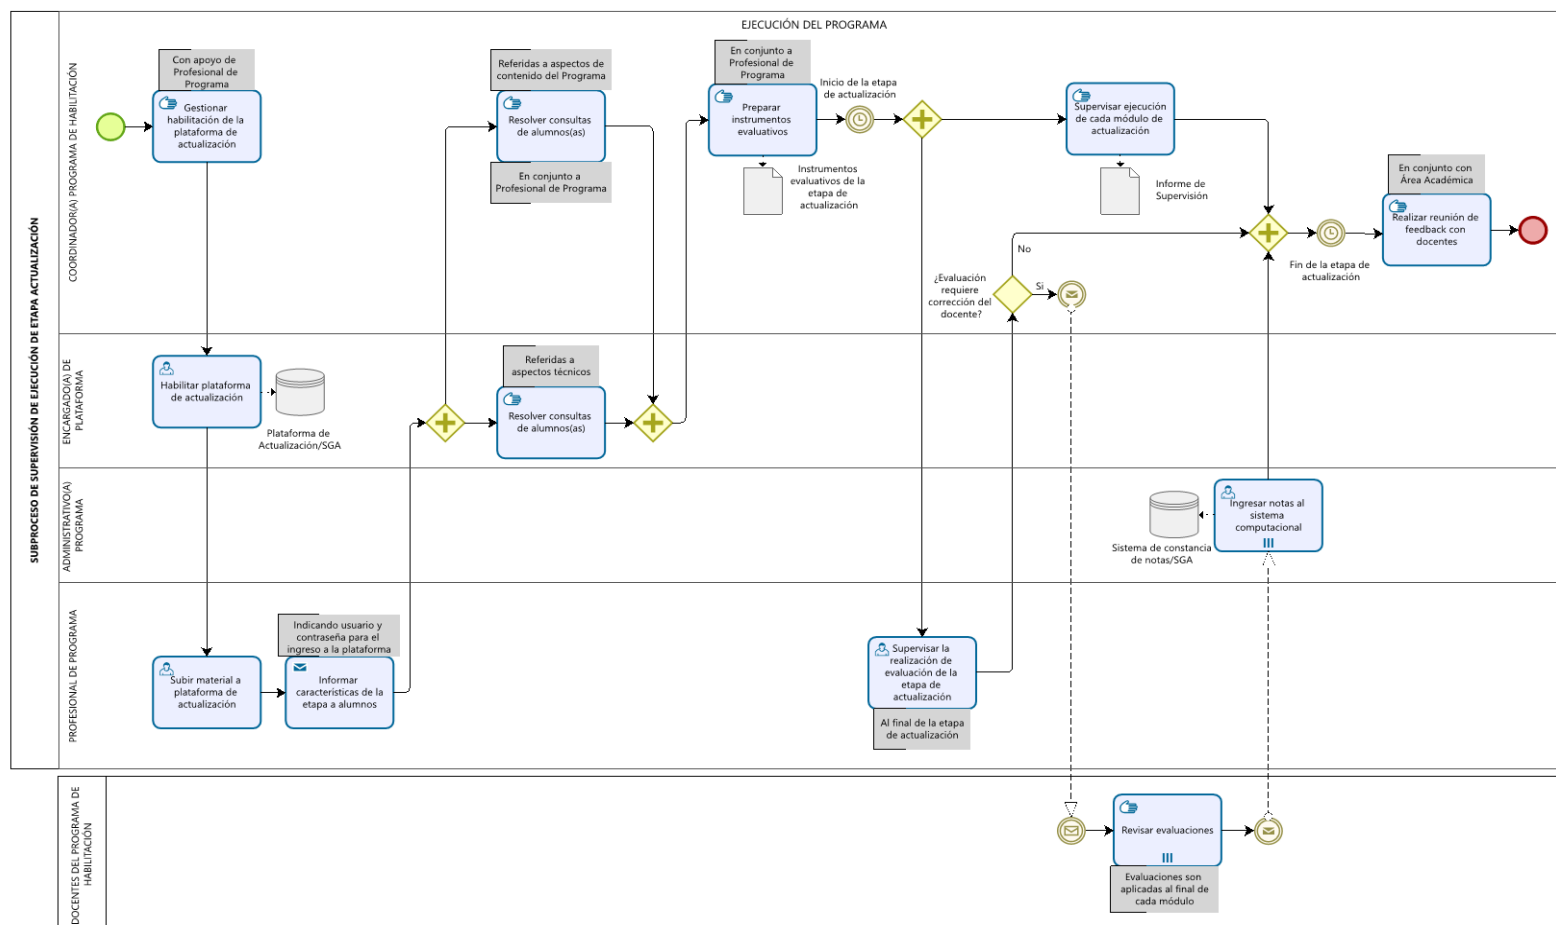 EJECUCIÓN DEL PROGRAMA
SUBPROCESO DE SUPERVISIÓN DE EJECUCIÓN DE ETAPA ACTUALIZACIÓN
COORDINADOR(A) PROGRAMA DE HABILITACIÓN
Con apoyo de
Profesional de
Programa
Gestionar
habilitación de la
plataforma de
actualización
Referidas a aspectos de
contenido del Programa
Resolver consultas
de alumnos(as)
En conjunto a
Profesional de Programa
En conjunto a
Profesional de
Programa
Preparar
instrumentos
evaluativos
Instrumentos
evaluativos de la
etapa de
actualización
Inicio de la etapa
de actualización
Supervisar ejecución
de cada módulo de
actualización
Informe de
Supervisión
¿Evaluación
requiere
corrección del
docente?
No
Si
Fin de la etapa de
actualización
En conjunto con
Área Académica
Realizar reunión de
feedback con
docentes
ENCARGADO(A) DE
PLATAFORMA
Habilitar plataforma
de actualización
Plataforma de
Actualización/SGA
Referidas a
aspectos técnicos
Resolver consultas
de alumnos(as)
ADMINISTRATIVO(A)
PROGRAMA
Sistema de constancia
de notas/SGA
Ingresar notas al
sistema
computacional
PROFESIONAL DE PROGRAMA
Subir material a
plataforma de
actualización
Indicando usuario y
contraseña para el
ingreso a la plataforma
Informar
características de la
etapa a alumnos
Supervisar la
realización de
evaluación de la
etapa de
actualización
Al final de la etapa
de actualización
DOCENTES DEL PROGRAMA DE
HABILITACIÓN
Revisar evaluaciones
Evaluaciones son
aplicadas al final de
cada módulo